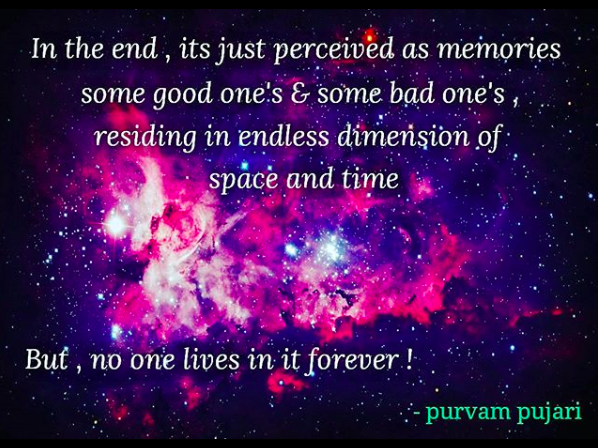 In the end , its just perceived as memories
some good one's & some bad one's ,
residing in endless dimension of
space and time
But , no one lives in it forever !
- purvam pujari